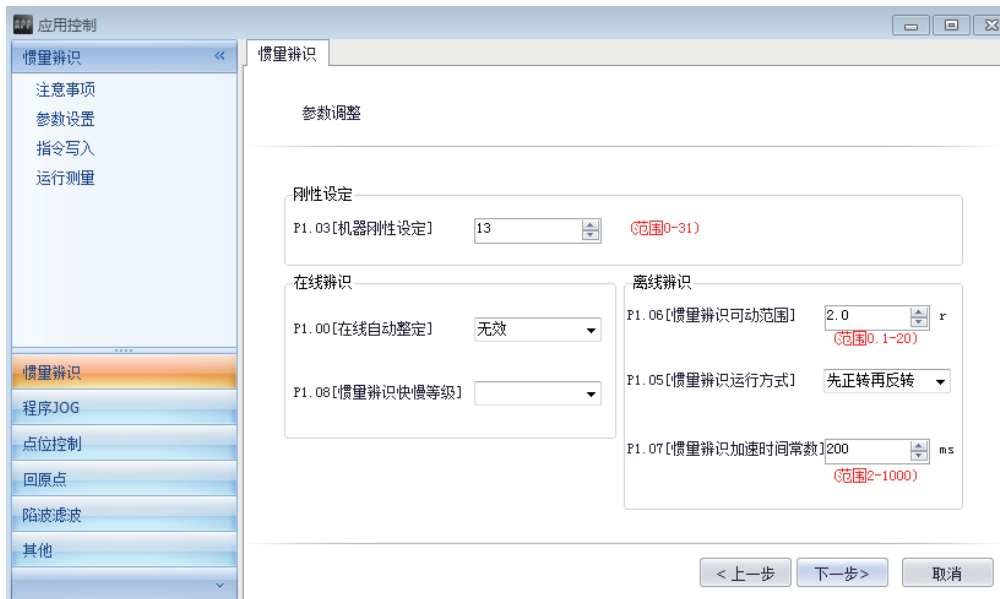 APP 应用控制
惯量辨识 «
注意事项
参数设置
指令写入
运行测量
惯量辨识
程序JOG
点位控制
回原点
陷波滤波
其他
惯量辨识
参数调整
刚性设定
P1.03[机器刚性设定] 13 (范围0-31)
在线辨识
P1.00[在线自动整定] 无效
P1.08[惯量辨识快慢等级]
离线辨识
P1.06[惯量辨识可动范围] 2.0 r
(范围0.1-20)
P1.05[惯量辨识运行方式] 先正转再反转
P1.07[惯量辨识加速时间常数] 200 ms
(范围2-1000)
<上一步 下一步> 取消